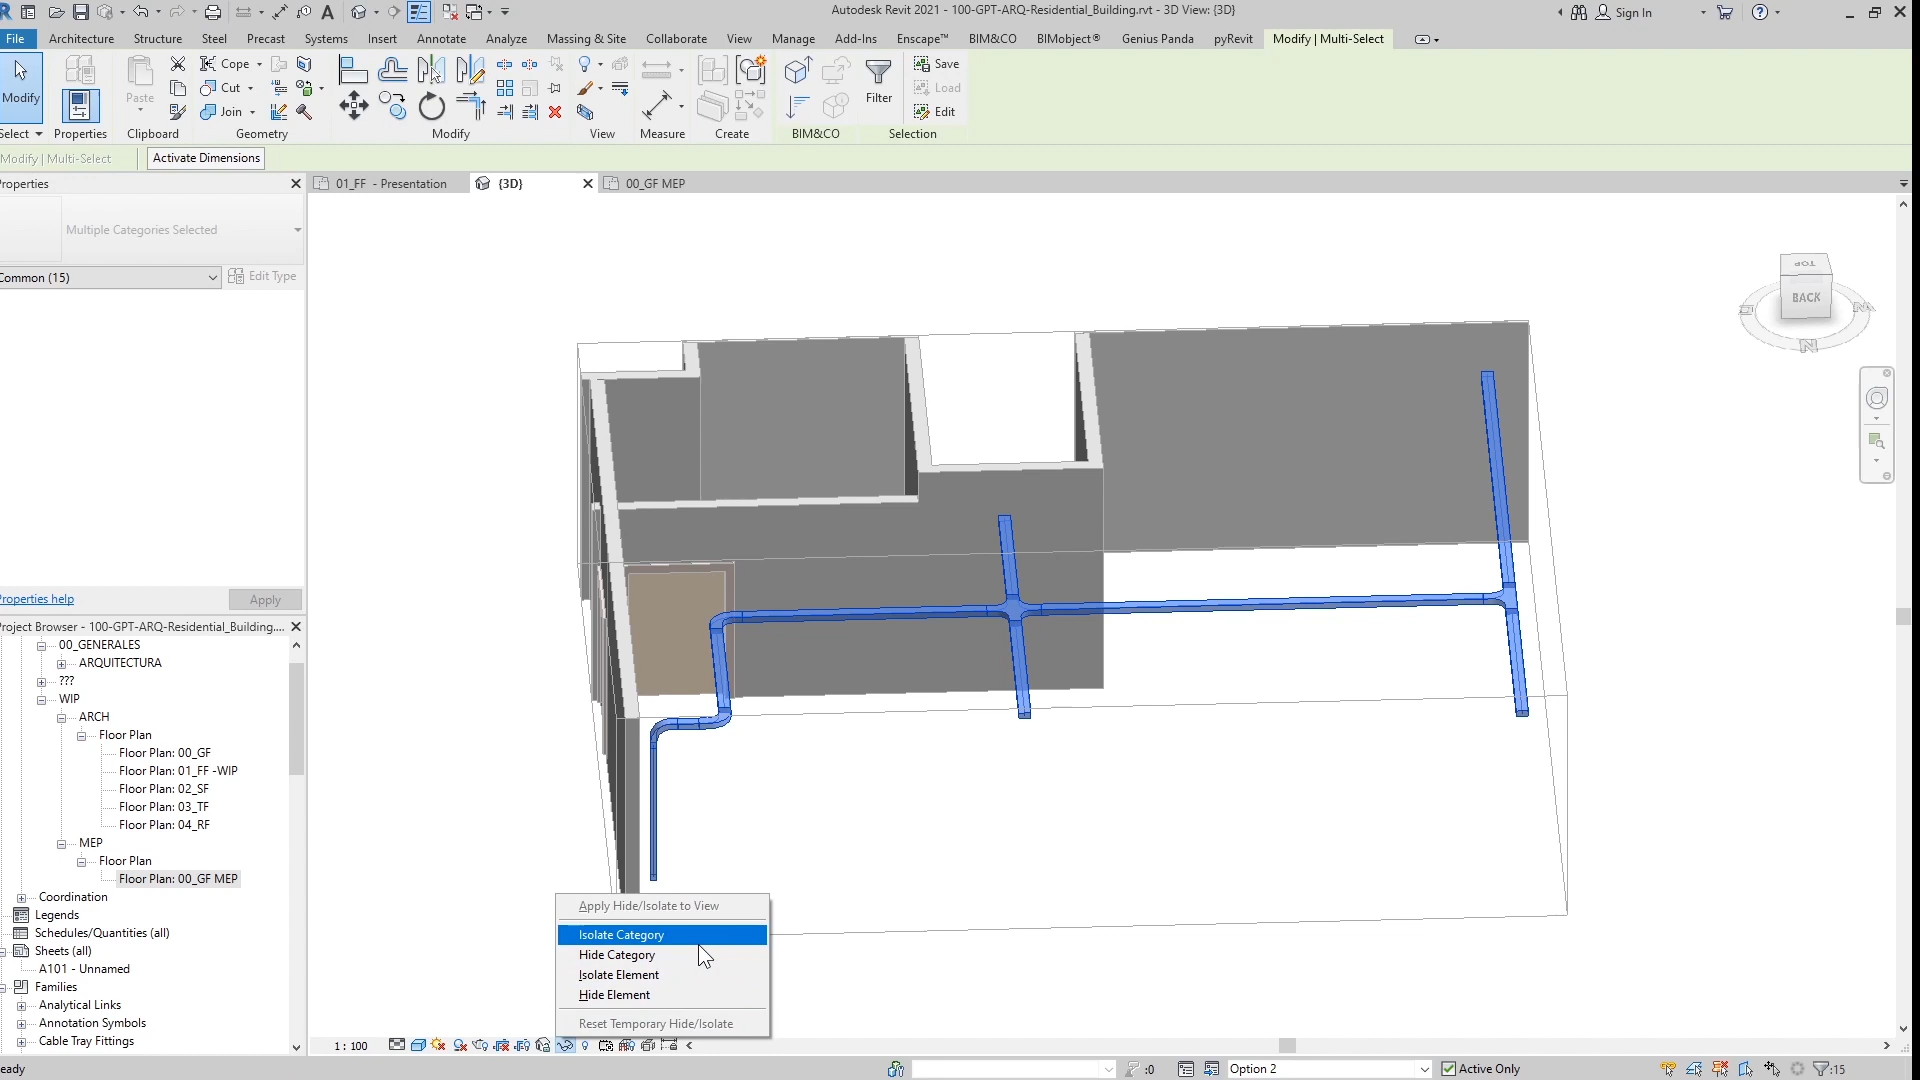 Autodesk Revit 2021 - 100-GPT-ARQ-Residential_Building.rvt - 3D View: {3D}
Sign In
File Architecture Structure Steel Precast Systems Insert Annotate Analyze Massing & Site Collaborate View Manage Add-Ins Enscape™ BIM&CO BIMobject® Genius Panda pyRevit Modify | Multi-Select
Modify
Paste
Cope
Cut
Join
Filter
Save
Load
Edit
Select Properties Clipboard Geometry Modify View Measure Create BIM&CO Selection
Modify | Multi-Select Activate Dimensions
Properties
01_FF - Presentation {3D} 00_GF MEP
Multiple Categories Selected
Common (15) Edit Type
TOP
BACK
N
Properties help Apply
Project Browser - 100-GPT-ARQ-Residential_Building....
00_GENERALES
ARQUITECTURA
???
WIP
ARCH
Floor Plan
Floor Plan: 00_GF
Floor Plan: 01_FF -WIP
Floor Plan: 02_SF
Floor Plan: 03_TF
Floor Plan: 04_RF
MEP
Floor Plan
Floor Plan: 00_GF MEP
Coordination
Legends
Schedules/Quantities (all)
Sheets (all)
A101 - Unnamed
Families
Analytical Links
Annotation Symbols
Cable Tray Fittings
Apply Hide/Isolate to View
Isolate Category
Hide Category
Isolate Element
Hide Element
Reset Temporary Hide/Isolate
1 : 100
eady :0 Option 2 Active Only :15